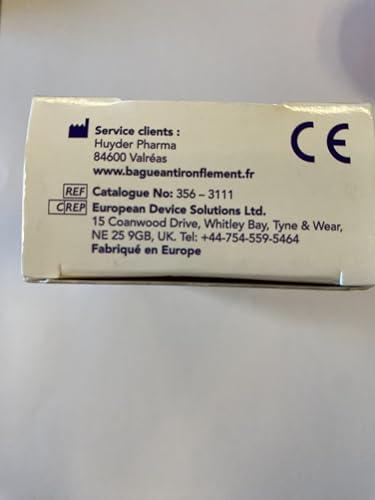 Service clients :
Huyder Pharma
84600 Valréas
www.bagueantironflement.fr
CE
REF Catalogue No: 356 – 3111
C REP European Device Solutions Ltd.
15 Coanwood Drive, Whitley Bay, Tyne & Wear,
NE 25 9GB, UK. Tel: +44-754-559-5464
Fabriqué en Europe